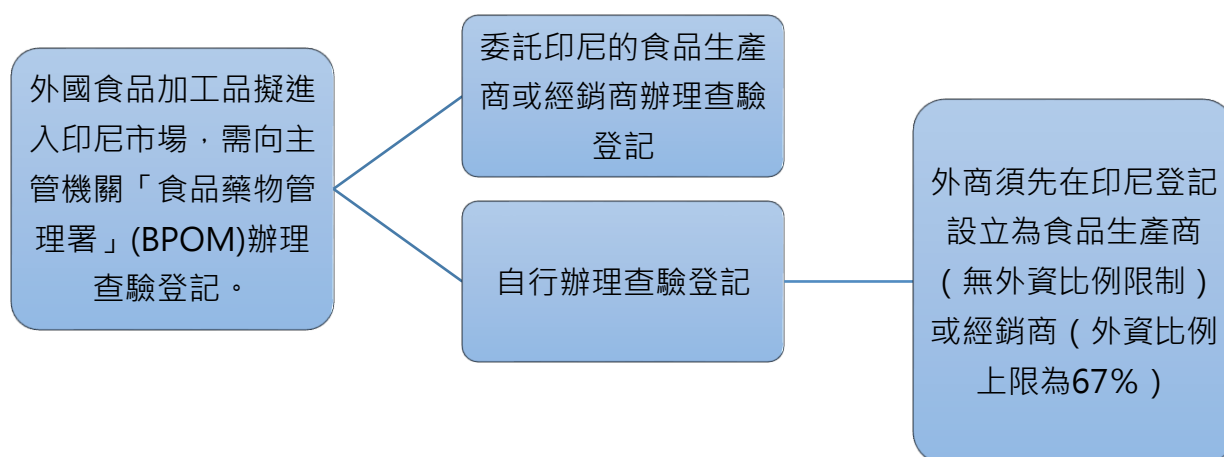 外國食品加工品擬進
入印尼市場，需向主
管機關「食品藥物管
理署」(BPOM)辦理
查驗登記。
委託印尼的食品生產
商或經銷商辦理查驗
登記
自行辦理查驗登記
外商須先在印尼登記
設立為食品生產商
（無外資比例限制）
或經銷商（外資比例
上限為67%）